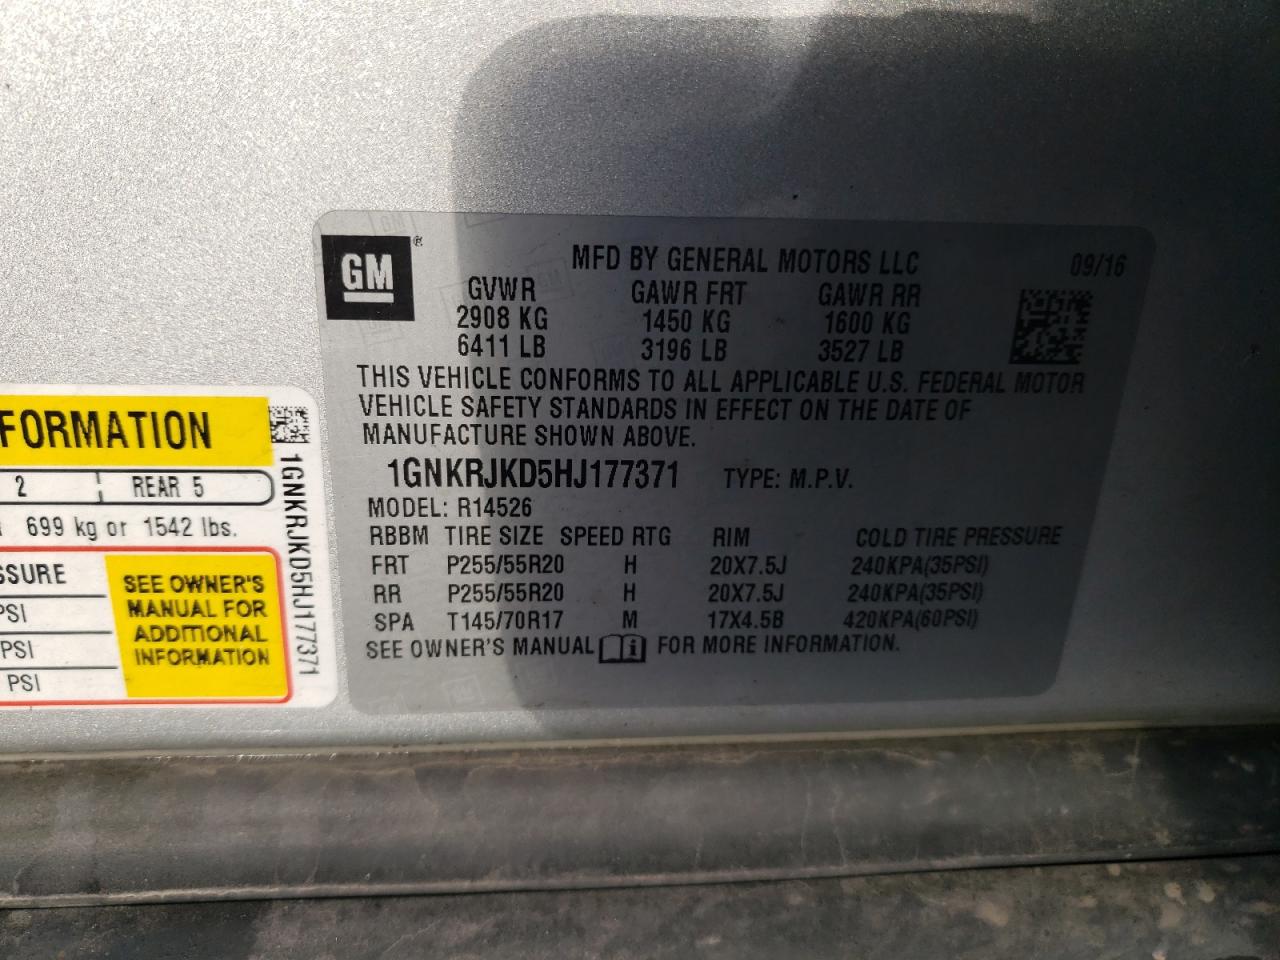 GM ®
MFD BY GENERAL MOTORS LLC 09/16
GVWR GAWR FRT GAWR RR
2908 KG 1450 KG 1600 KG
6411 LB 3196 LB 3527 LB
THIS VEHICLE CONFORMS TO ALL APPLICABLE U.S. FEDERAL MOTOR
VEHICLE SAFETY STANDARDS IN EFFECT ON THE DATE OF
MANUFACTURE SHOWN ABOVE.
1GNKRJKD5HJ177371 TYPE: M.P.V.
MODEL: R14526
RBBM TIRE SIZE SPEED RTG RIM COLD TIRE PRESSURE
FRT P255/55R20 H 20X7.5J 240KPA(35PSI)
RR P255/55R20 H 20X7.5J 240KPA(35PSI)
SPA T145/70R17 M 17X4.5B 420KPA(60PSI)
SEE OWNER'S MANUAL i FOR MORE INFORMATION.
FORMATION
2 REAR 5
699 kg or 1542 lbs.
SSURE
PSI
PSI
PSI
SEE OWNER'S
MANUAL FOR
ADDITIONAL
INFORMATION
1GNKRJKD5HJ177371